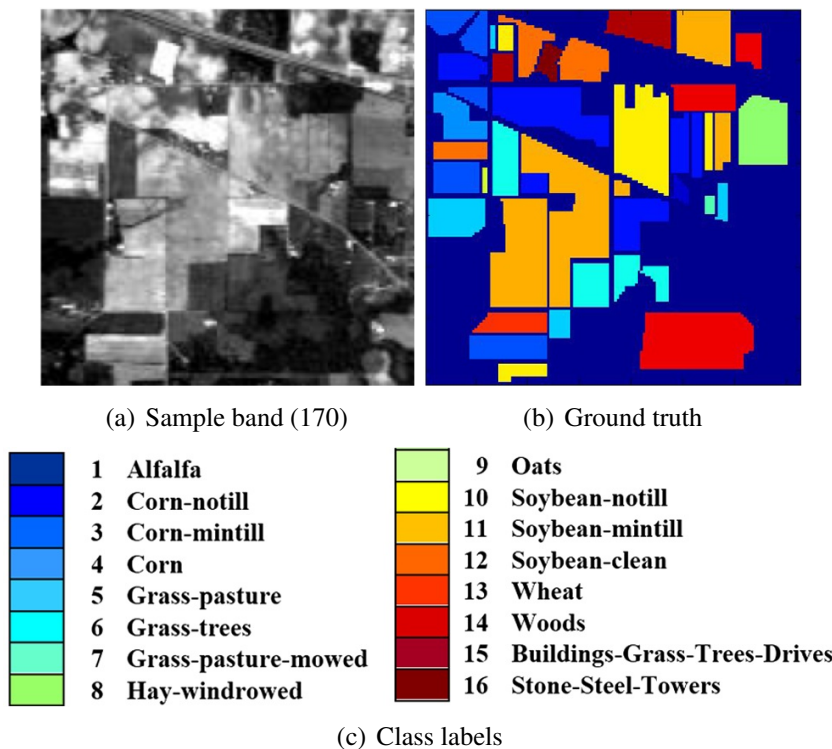 (a) Sample band (170)
(b) Ground truth
1 Alfalfa
2 Corn-notill
3 Corn-mintill
4 Corn
5 Grass-pasture
6 Grass-trees
7 Grass-pasture-mowed
8 Hay-windrowed
9 Oats
10 Soybean-notill
11 Soybean-mintill
12 Soybean-clean
13 Wheat
14 Woods
15 Buildings-Grass-Trees-Drives
16 Stone-Steel-Towers
(c) Class labels